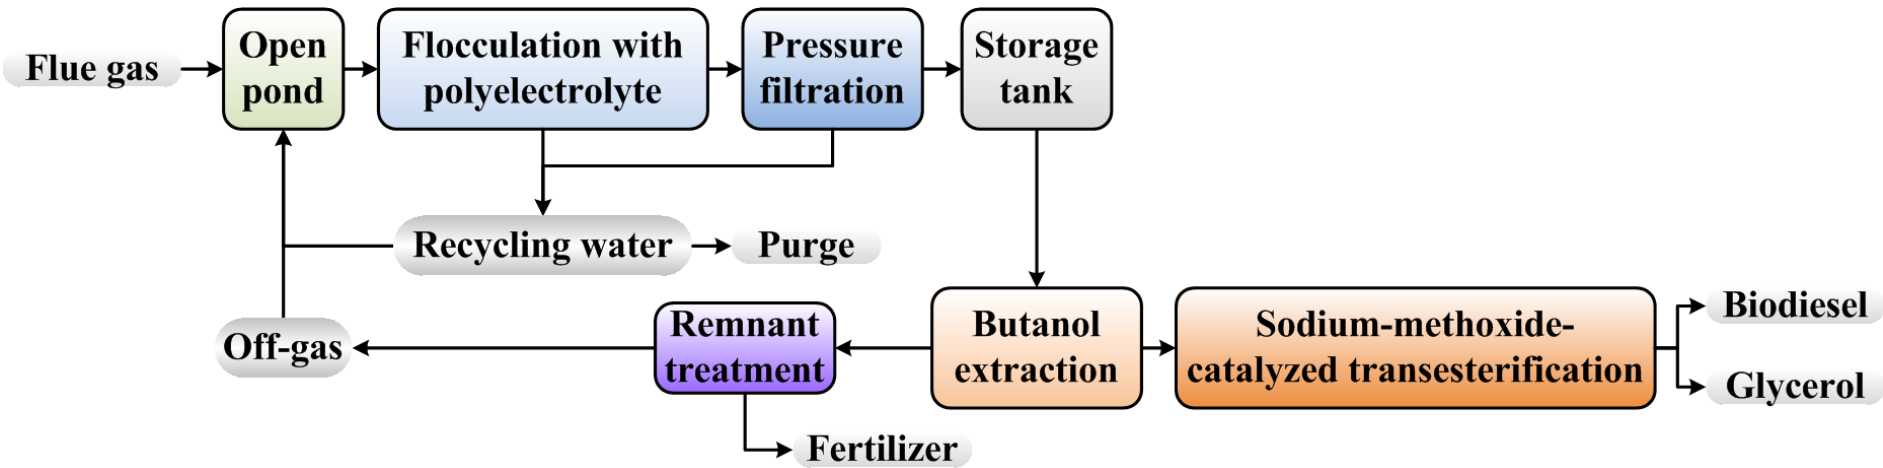 Flue gas
Open
pond
Flocculation with
polyelectrolyte
Pressure
filtration
Storage
tank
Recycling water
Purge
Off-gas
Remnant
treatment
Butanol
extraction
Sodium-methoxide-
catalyzed transesterification
Biodiesel
Glycerol
Fertilizer